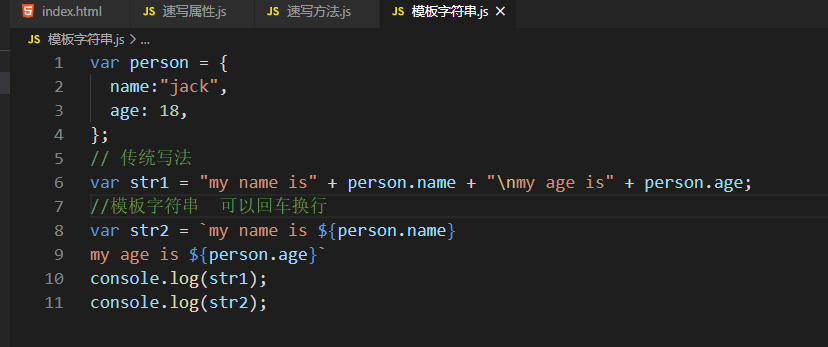 index.html JS 速写属性.js JS 速写方法.js JS 模板字符串.js ×
JS 模板字符串.js > ...
1 var person = {
2   name:"jack",
3   age: 18,
4 };
5 // 传统写法
6 var str1 = "my name is" + person.name + "\nmy age is" + person.age;
7 //模板字符串  可以回车换行
8 var str2 = `my name is ${person.name}
9 my age is ${person.age}`
10 console.log(str1);
11 console.log(str2);